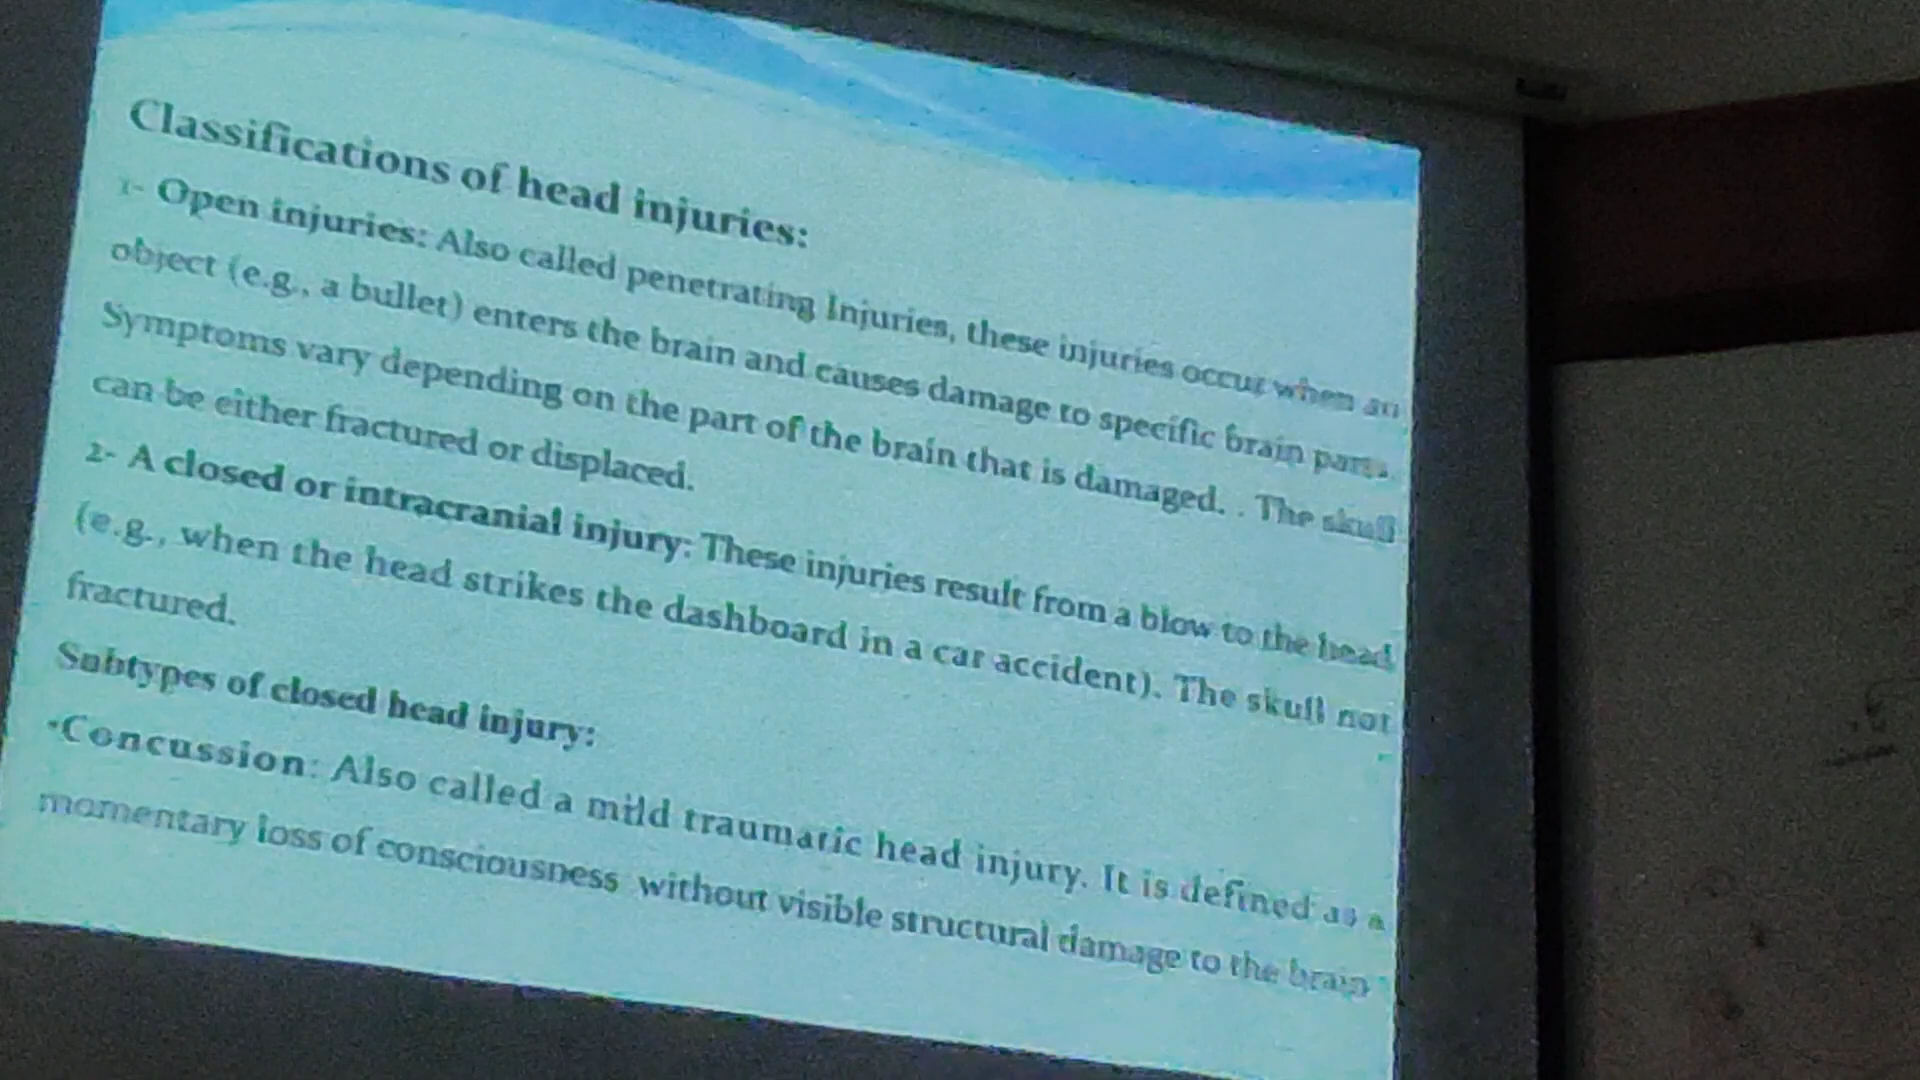 Classifications of head injuries:
1- Open injuries: Also called penetrating Injuries, these injuries occur when an
object (e.g., a bullet) enters the brain and causes damage to specific brain parts.
Symptoms vary depending on the part of the brain that is damaged. . The skull
can be either fractured or displaced.
2- A closed or intracranial injury: These injuries result from a blow to the head
(e.g., when the head strikes the dashboard in a car accident). The skull not
fractured.
Subtypes of closed head injury:
•Concussion: Also called a mild traumatic head injury. It is defined as a
momentary loss of consciousness without visible structural damage to the brain